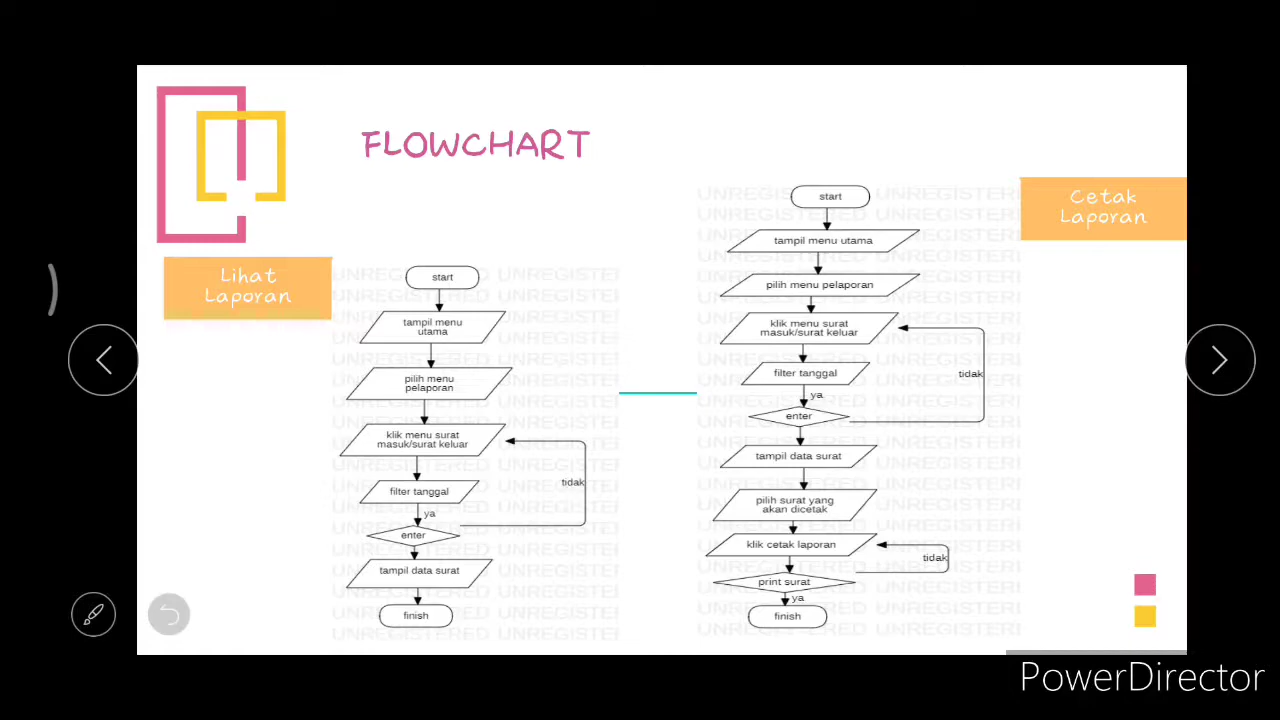 FLOWCHART
Lihat
Laporan
start
tampil menu
utama
pilih menu
pelaporan
klik menu surat
masuk/surat keluar
tidak
filter tanggal
ya
enter
tampil data surat
finish
Cetak
Laporan
start
tampil menu utama
pilih menu pelaporan
klik menu surat
masuk/surat keluar
tidak
filter tanggal
ya
enter
tampil data surat
pilih surat yang
akan dicetak
klik cetak laporan
tidak
print surat
ya
finish
PowerDirector